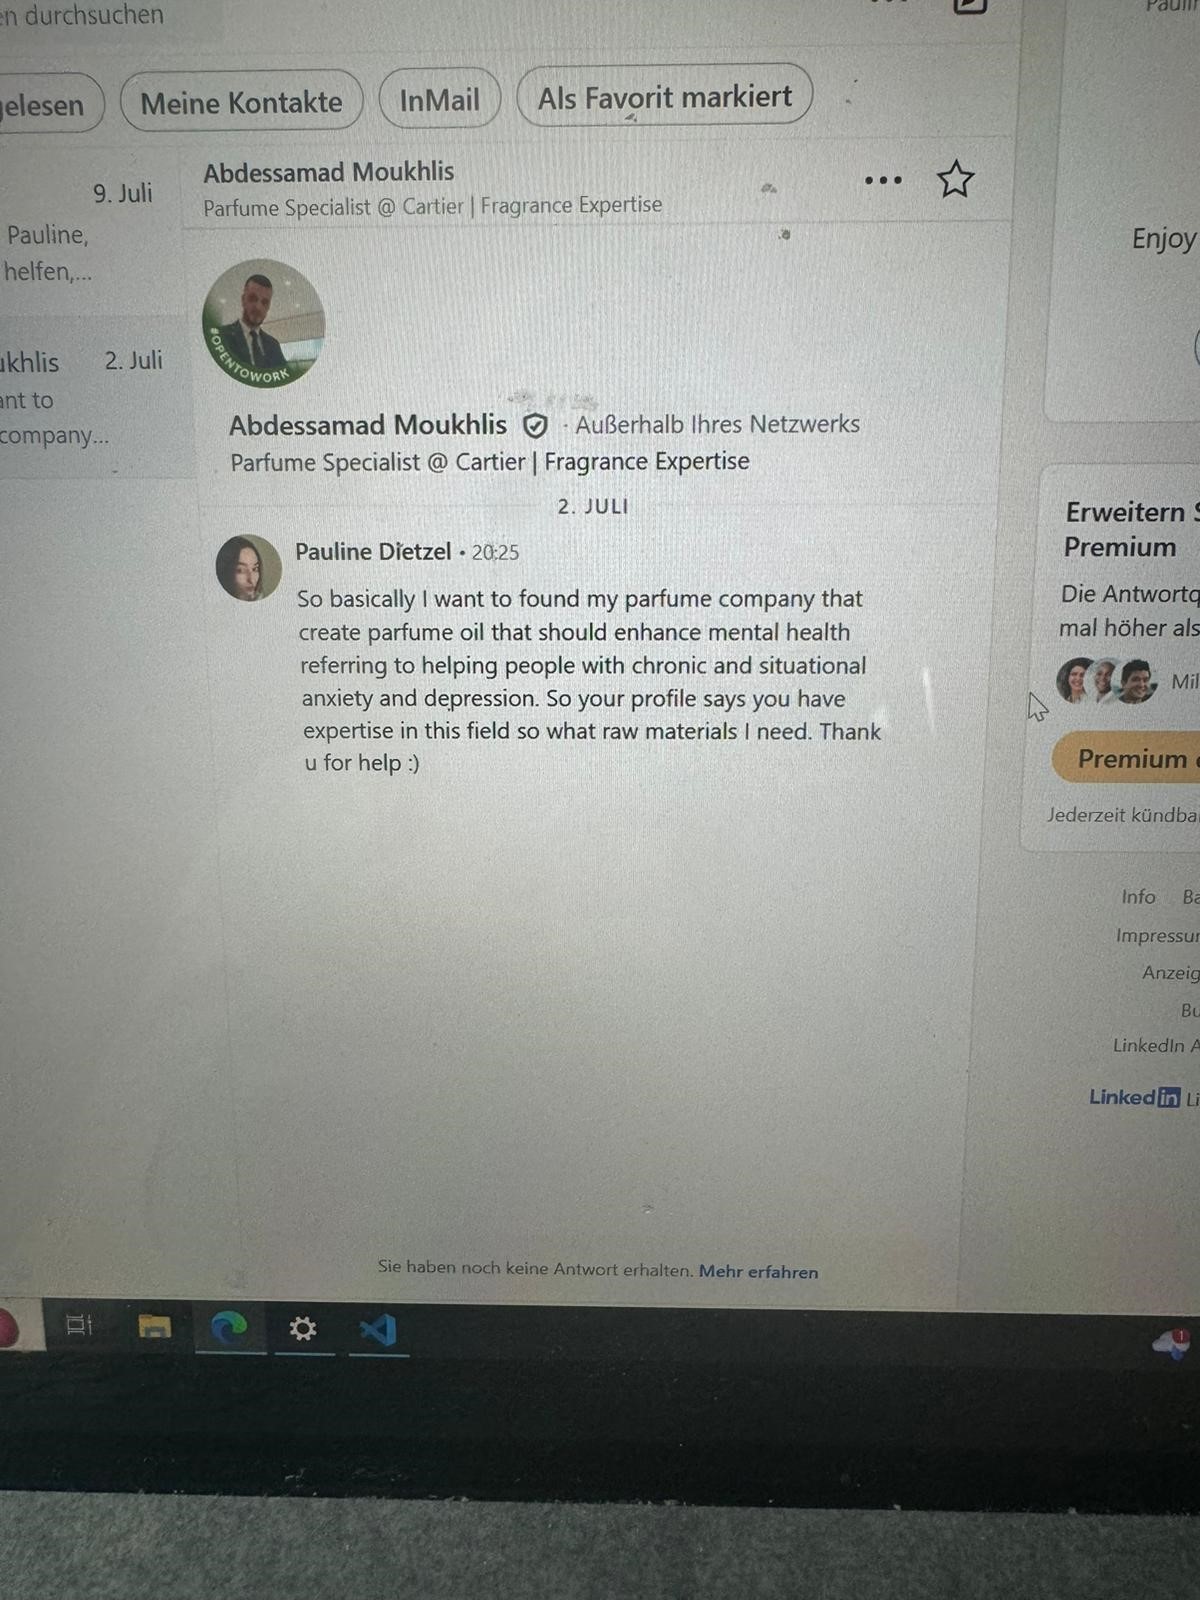 en durchsuchen
gelesen
Meine Kontakte
InMail
Als Favorit markiert
9. Juli
Pauline,
helfen,...
ukhlis 2. Juli
ant to
company...
Abdessamad Moukhlis
Parfume Specialist @ Cartier | Fragrance Expertise
#OPENTOWORK
Abdessamad Moukhlis · Außerhalb Ihres Netzwerks
Parfume Specialist @ Cartier | Fragrance Expertise
2. JULI
Pauline Dietzel • 20:25
So basically I want to found my parfume company that
create parfume oil that should enhance mental health
referring to helping people with chronic and situational
anxiety and depression. So your profile says you have
expertise in this field so what raw materials I need. Thank
u for help :)
Sie haben noch keine Antwort erhalten. Mehr erfahren
Enjoy
Erweitern S
Premium
Die Antwortq
mal höher als
Mil
Premium
Jederzeit kündba
Info Ba
Impressur
Anzeig
Bu
LinkedIn A
Linkedin Li
1